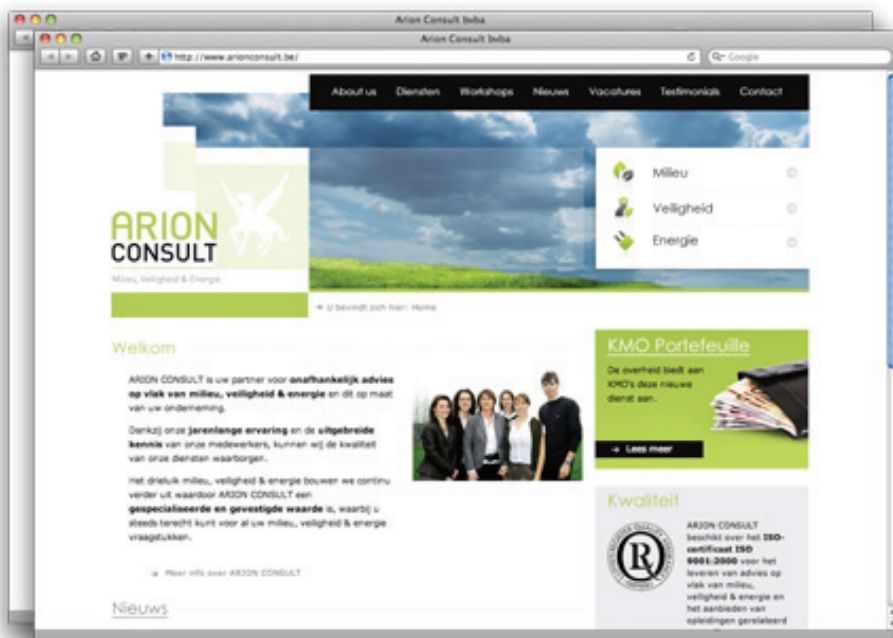 Arion Consult bvba
Arion Consult bvba
http://www.arionconsult.be/
Google
About us Diensten Workshops Nieuws Vacatures Testimonials Contact
Milieu
Veiligheid
Energie
ARION
CONSULT
Milieu, Veiligheid & Energie
U bevindt zich hier: Home
Welkom
ARION CONSULT is uw partner voor onafhankelijk advies
op vlak van milieu, veiligheid & energie en dit op maat
van uw onderneming.
Dankzij onze jarenlange ervaring en de uitgebreide
kennis van onze medewerkers, kunnen wij de kwaliteit
van onze diensten waarborgen.
Het drieluik milieu, veiligheid & energie bouwen we continu
verder uit waardoor ARION CONSULT een
gespecialiseerde en gevestigde waarde is, waarbij u
steeds terecht kunt voor al uw milieu, veiligheid & energie
vraagstukken.
Meer info over ARION CONSULT
Nieuws
KMO Portefeuille
De overheid biedt aan
KMO's deze nieuwe
dienst aan.
Lees meer
Kwaliteit
ARION CONSULT
beschikt over het ISO-
certificaat ISO
9001:2000 voor het
leveren van advies op
vlak van milieu,
veiligheid & energie en
het aanbieden van
opleidingen gerelateerd